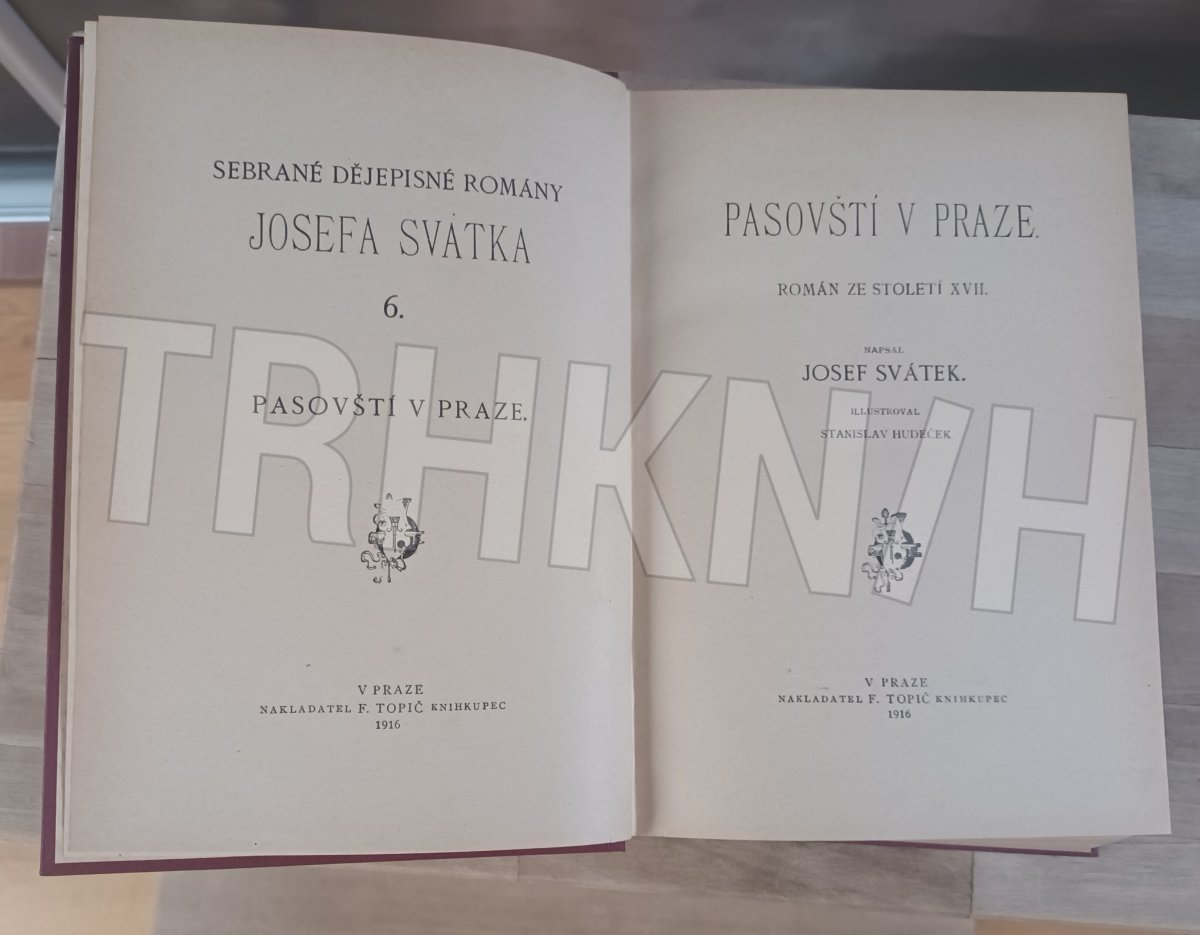 SEBRANÉ DĚJEPISNÉ ROMÁNY
JOSEFA SVÁTKA
6.
PASOVŠTÍ V PRAZE.
V PRAZE
NAKLADATEL F. TOPIČ KNIHKUPEC
1916
PASOVŠTÍ V PRAZE.
ROMÁN ZE STOLETÍ XVII.
NAPSAL
JOSEF SVÁTEK.
ILLUSTROVAL
STANISLAV HUDEČEK.
V PRAZE
NAKLADATEL F. TOPIČ KNIHKUPEC
1916
TRHKNIH